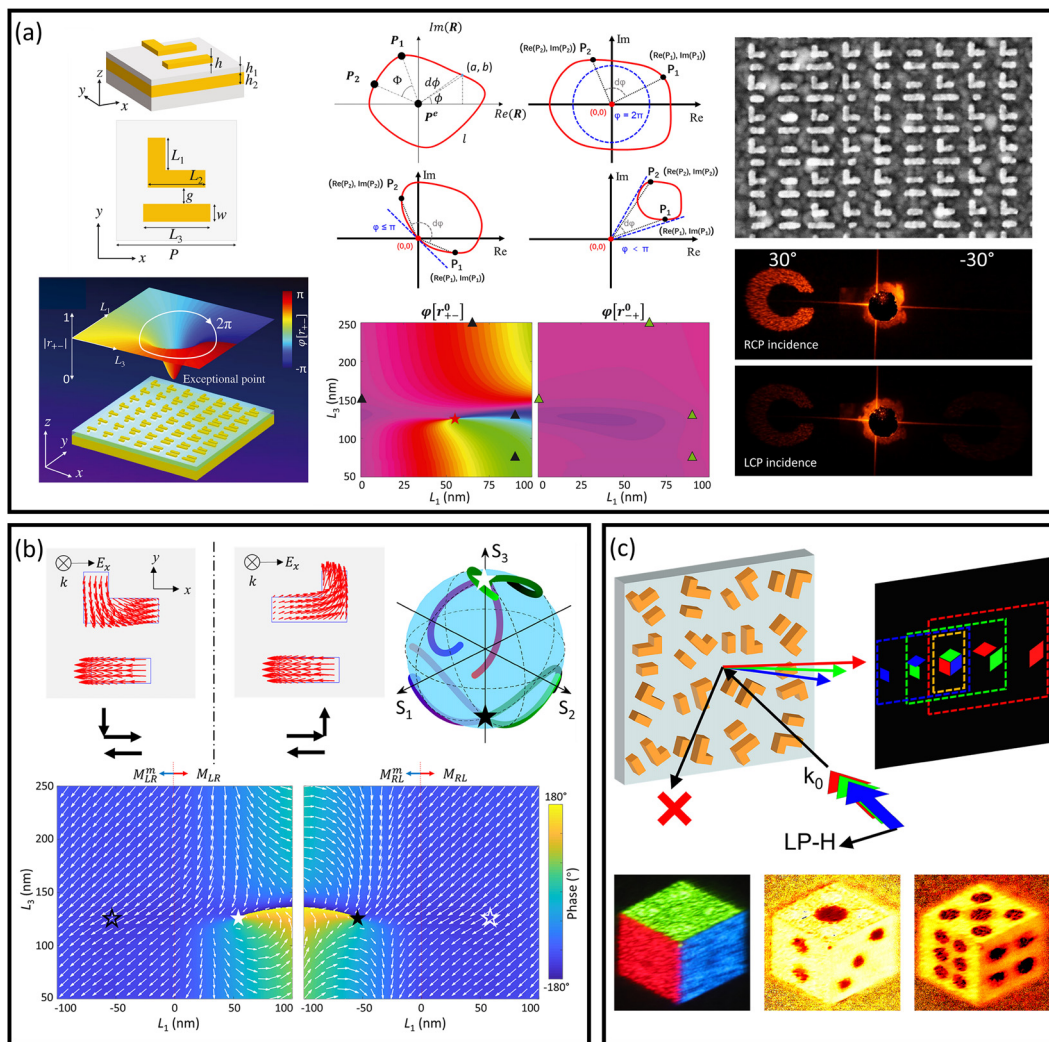 (a)
h
h1
h2
z
y
x
L1
L2
g
w
L3
P
y
x
1
|r+−|
0
L1
L3
2π
Exceptional point
π
φ[r+−]
-π
z
y
x
Im(R)
P1
P2
Φ
dϕ
(a, b)
ϕ
Pᵉ
Re(R)
l
Im
(Re(P2), Im(P2))
P2
(Re(P1), Im(P1))
P1
dφ
(0,0)
φ = 2π
Re
Im
P2
(Re(P2), Im(P2))
dφ
φ ≤ π
(0,0)
Re
P1
(Re(P1), Im(P1))
Im
P2
(Re(P2), Im(P2))
dφ
P1
(0,0)
(Re(P1), Im(P1))
Re
φ < π
φ[r⁰+−]
φ[r⁰−+]
L3 (nm)
250
200
150
100
50
0 25 50 75 100
0 25 50 75 100
L1 (nm)
L1 (nm)
30°
-30°
RCP incidence
LCP incidence
(b)
Ex
k
y
x
Ex
k
S3
S1
S2
MᵐLR
MLR
MᵐRL
MRL
L3 (nm)
250
200
150
100
50
-100 -50 0 50 100
-100 -50 0 50 100
L1 (nm)
L1 (nm)
180°
Phase (°)
-180°
(c)
k0
LP-H